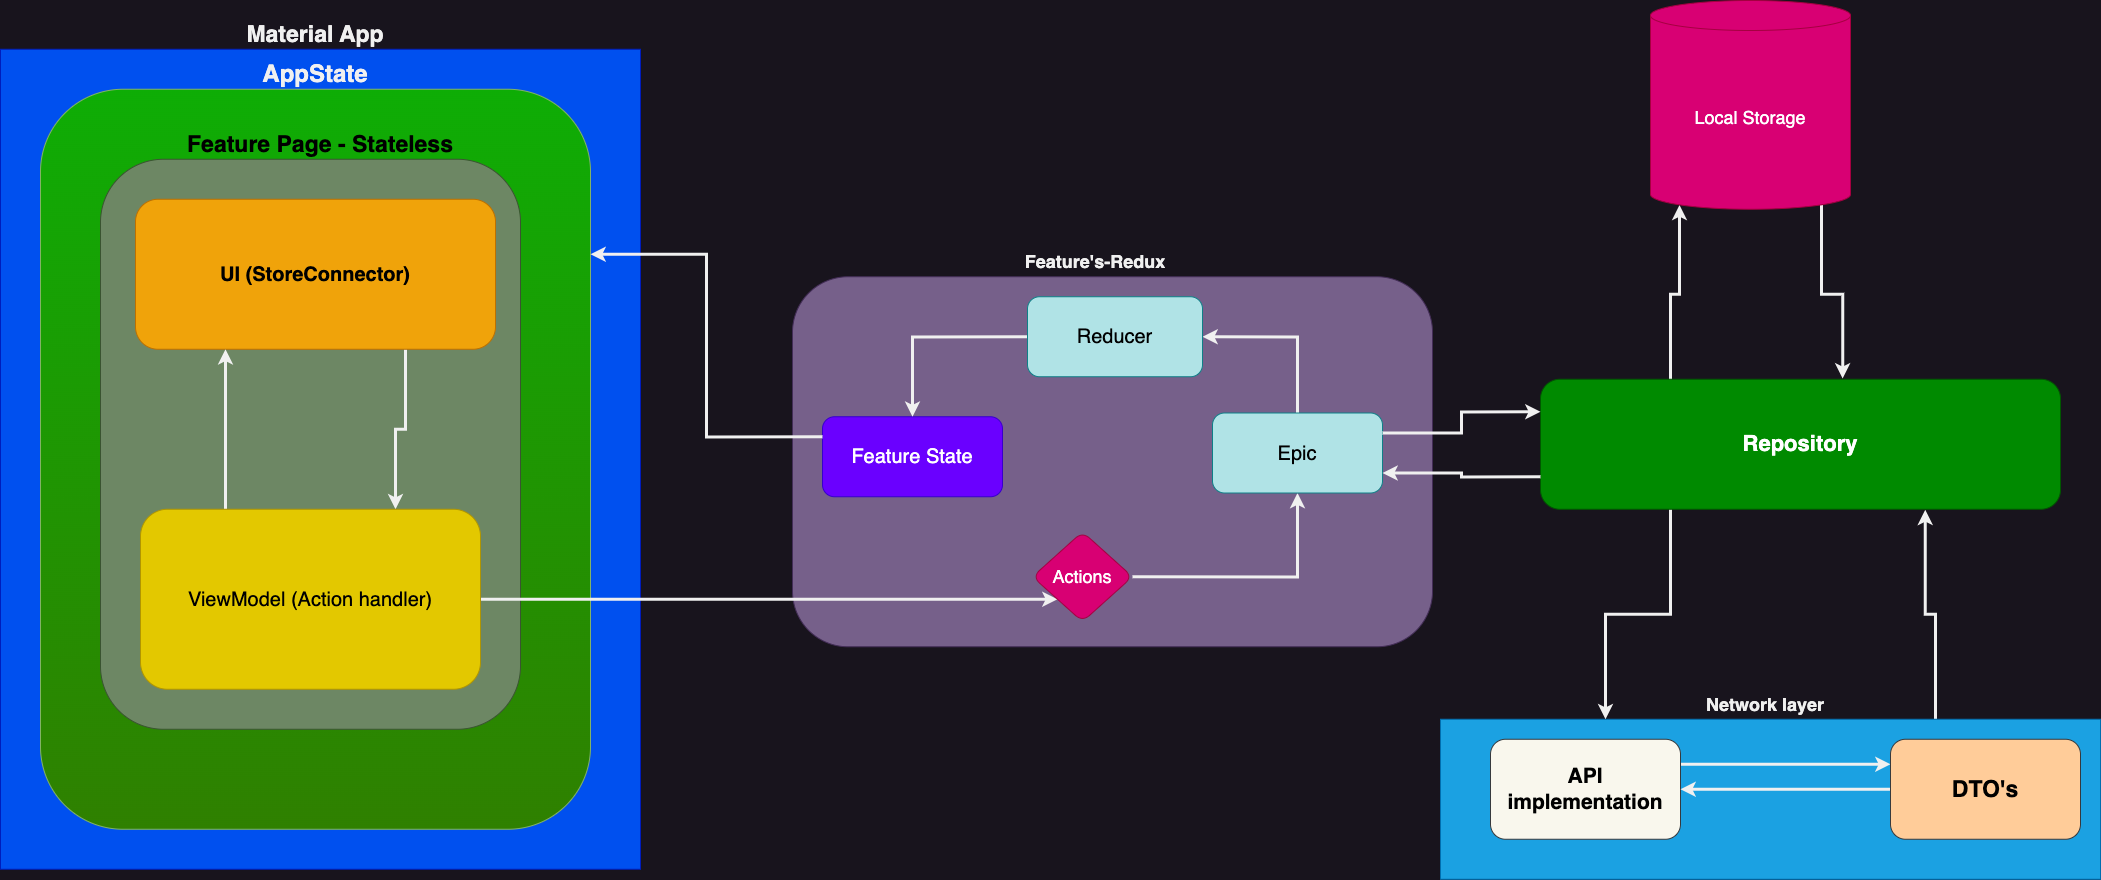 Material App
AppState
Feature Page - Stateless
UI (StoreConnector)
ViewModel (Action handler)
Feature's-Redux
Reducer
Feature State
Epic
Actions
Local Storage
Repository
Network layer
API
implementation
DTO's